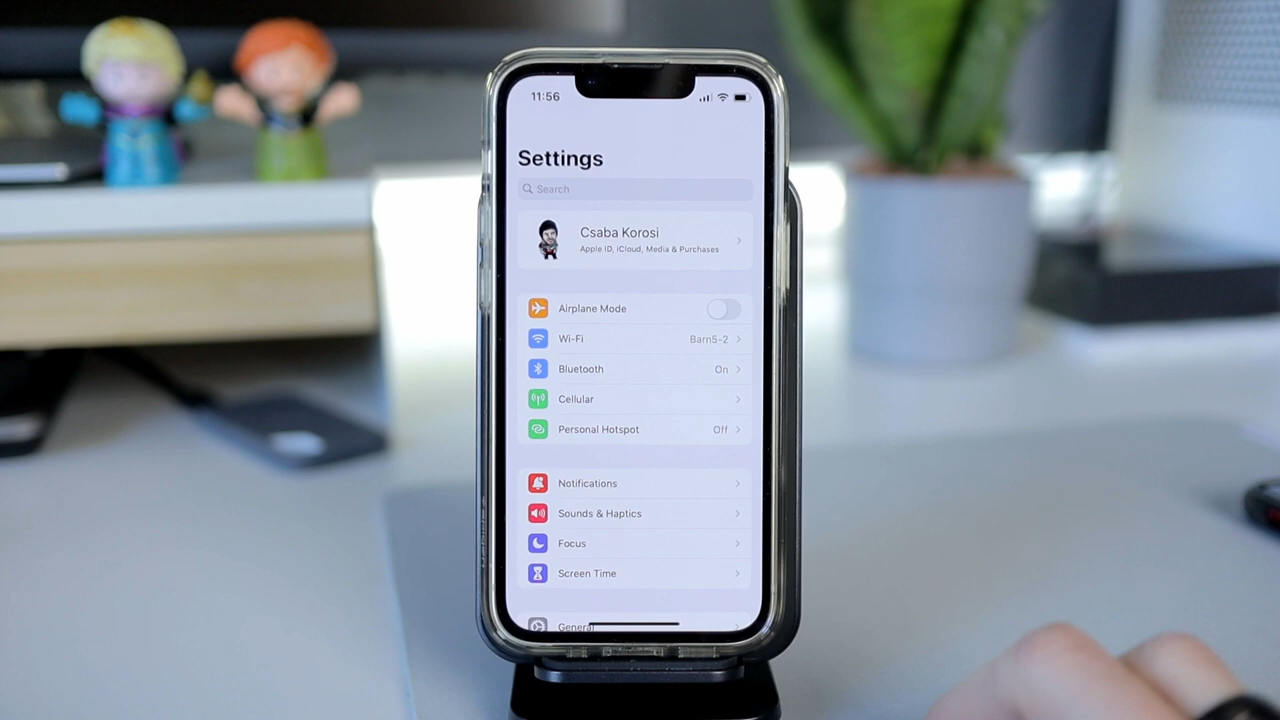 11:56
Settings
Search
Csaba Korosi
Apple ID, iCloud, Media & Purchases
Airplane Mode
Wi-Fi Barn5-2
Bluetooth On
Cellular
Personal Hotspot Off
Notifications
Sounds & Haptics
Focus
Screen Time
General